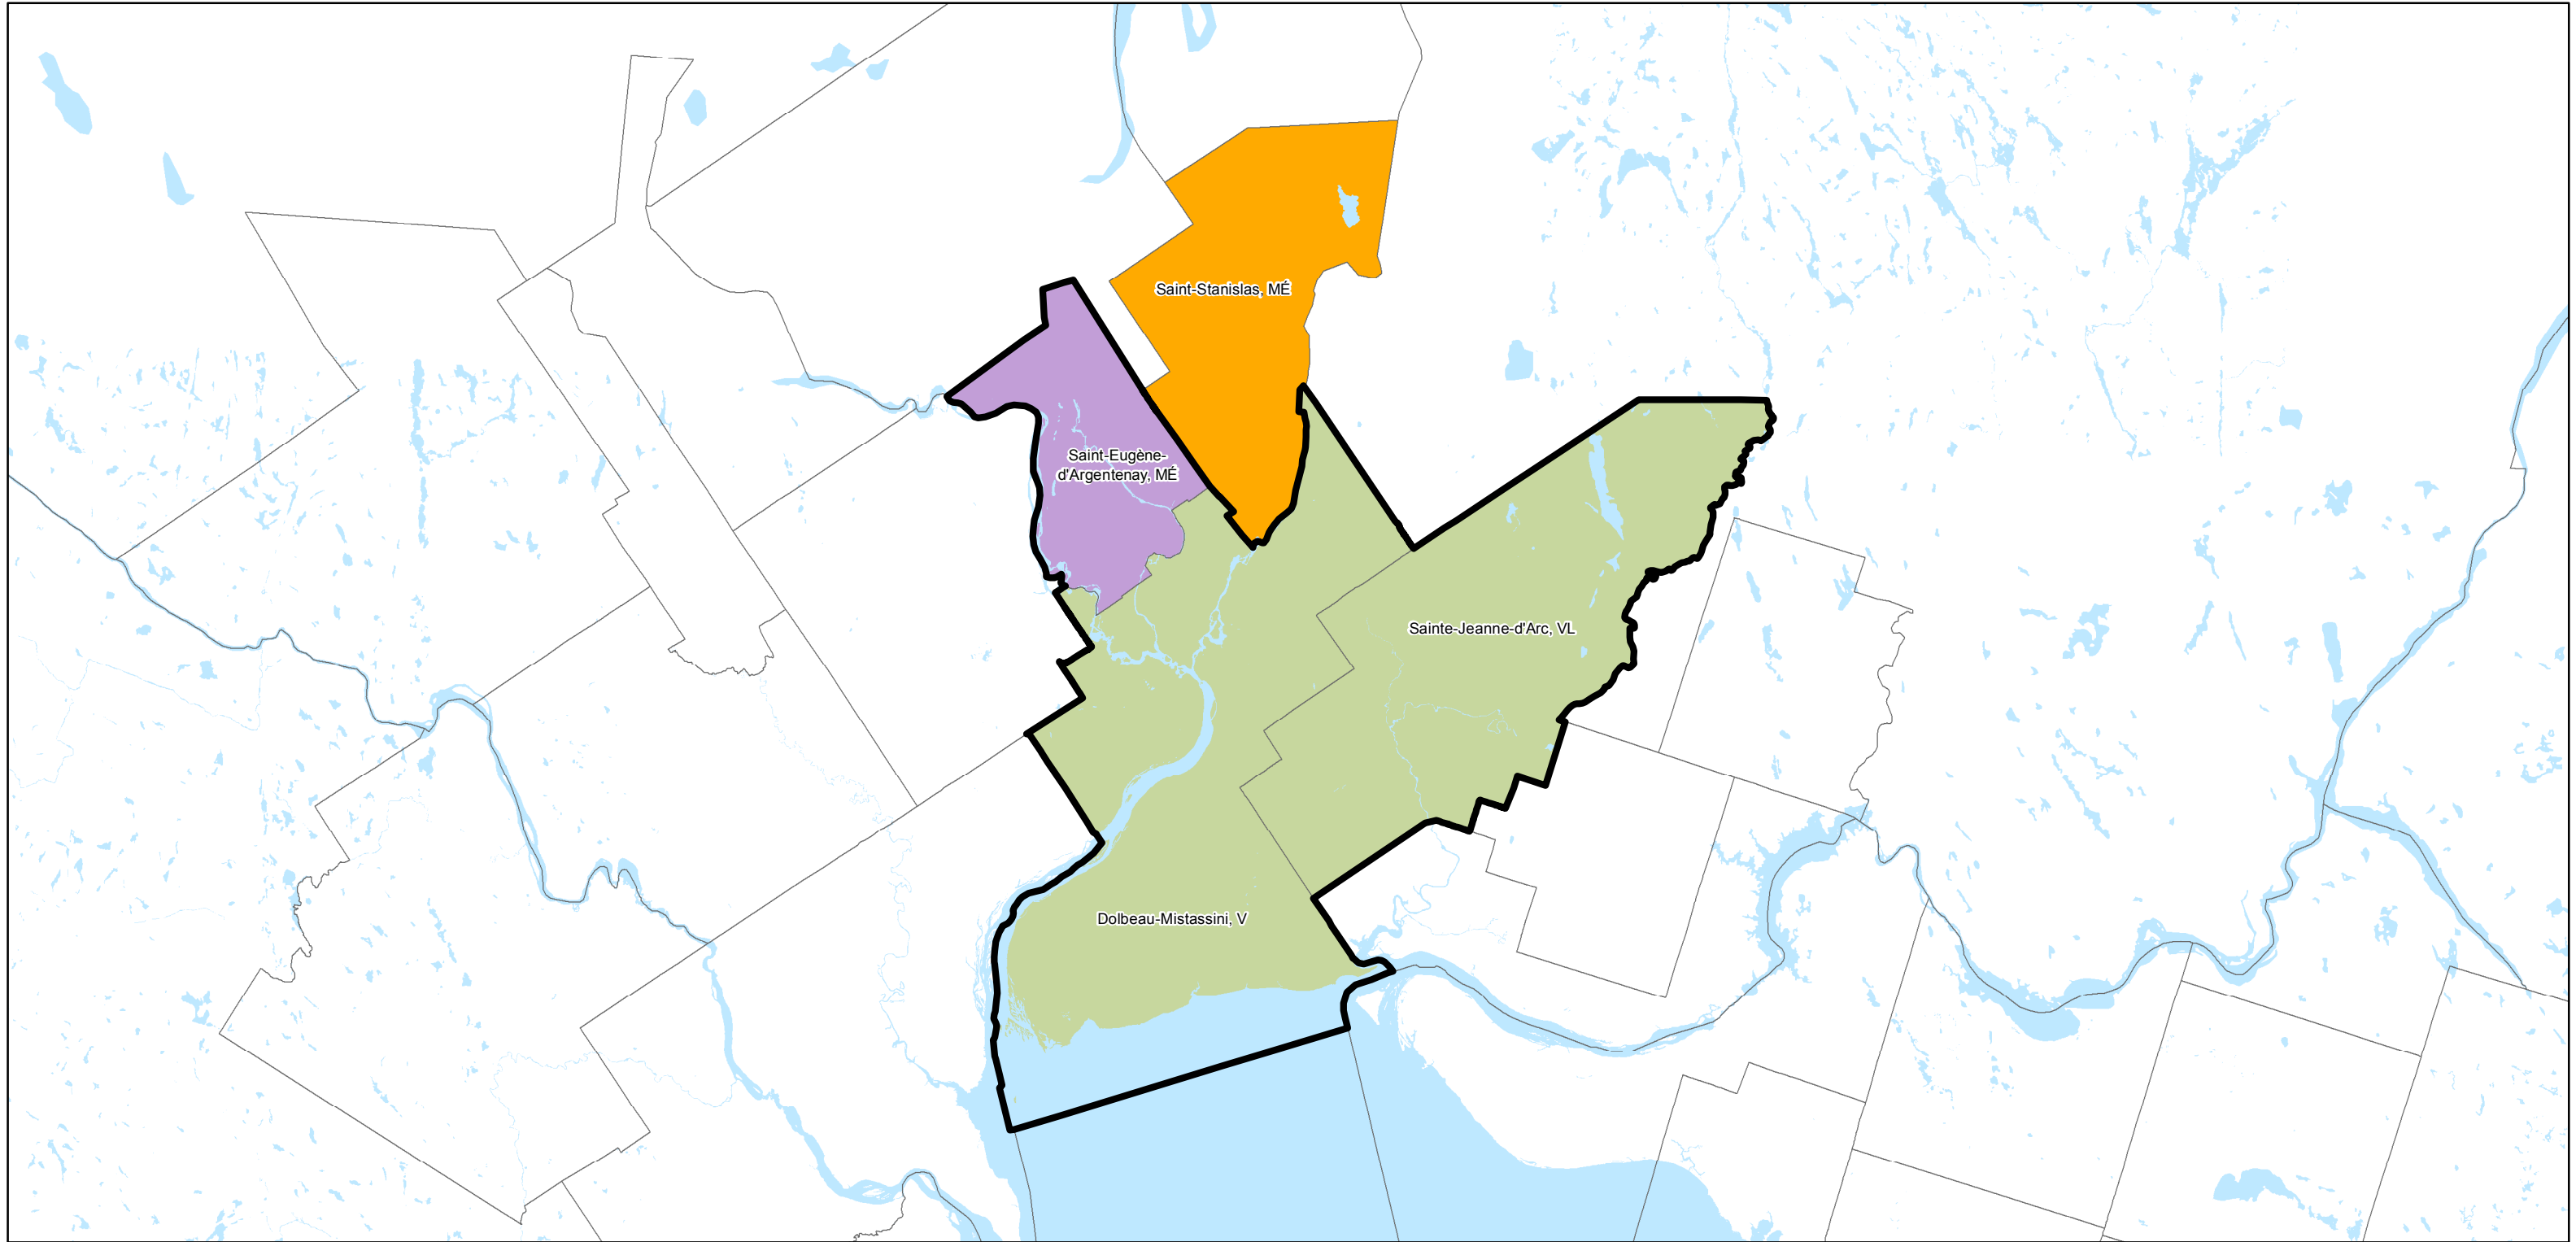 Saint-Stanislas, MÉ
Saint-Eugène-
d'Argentenay, MÉ
Sainte-Jeanne-d'Arc, VL
Dolbeau-Mistassini, V